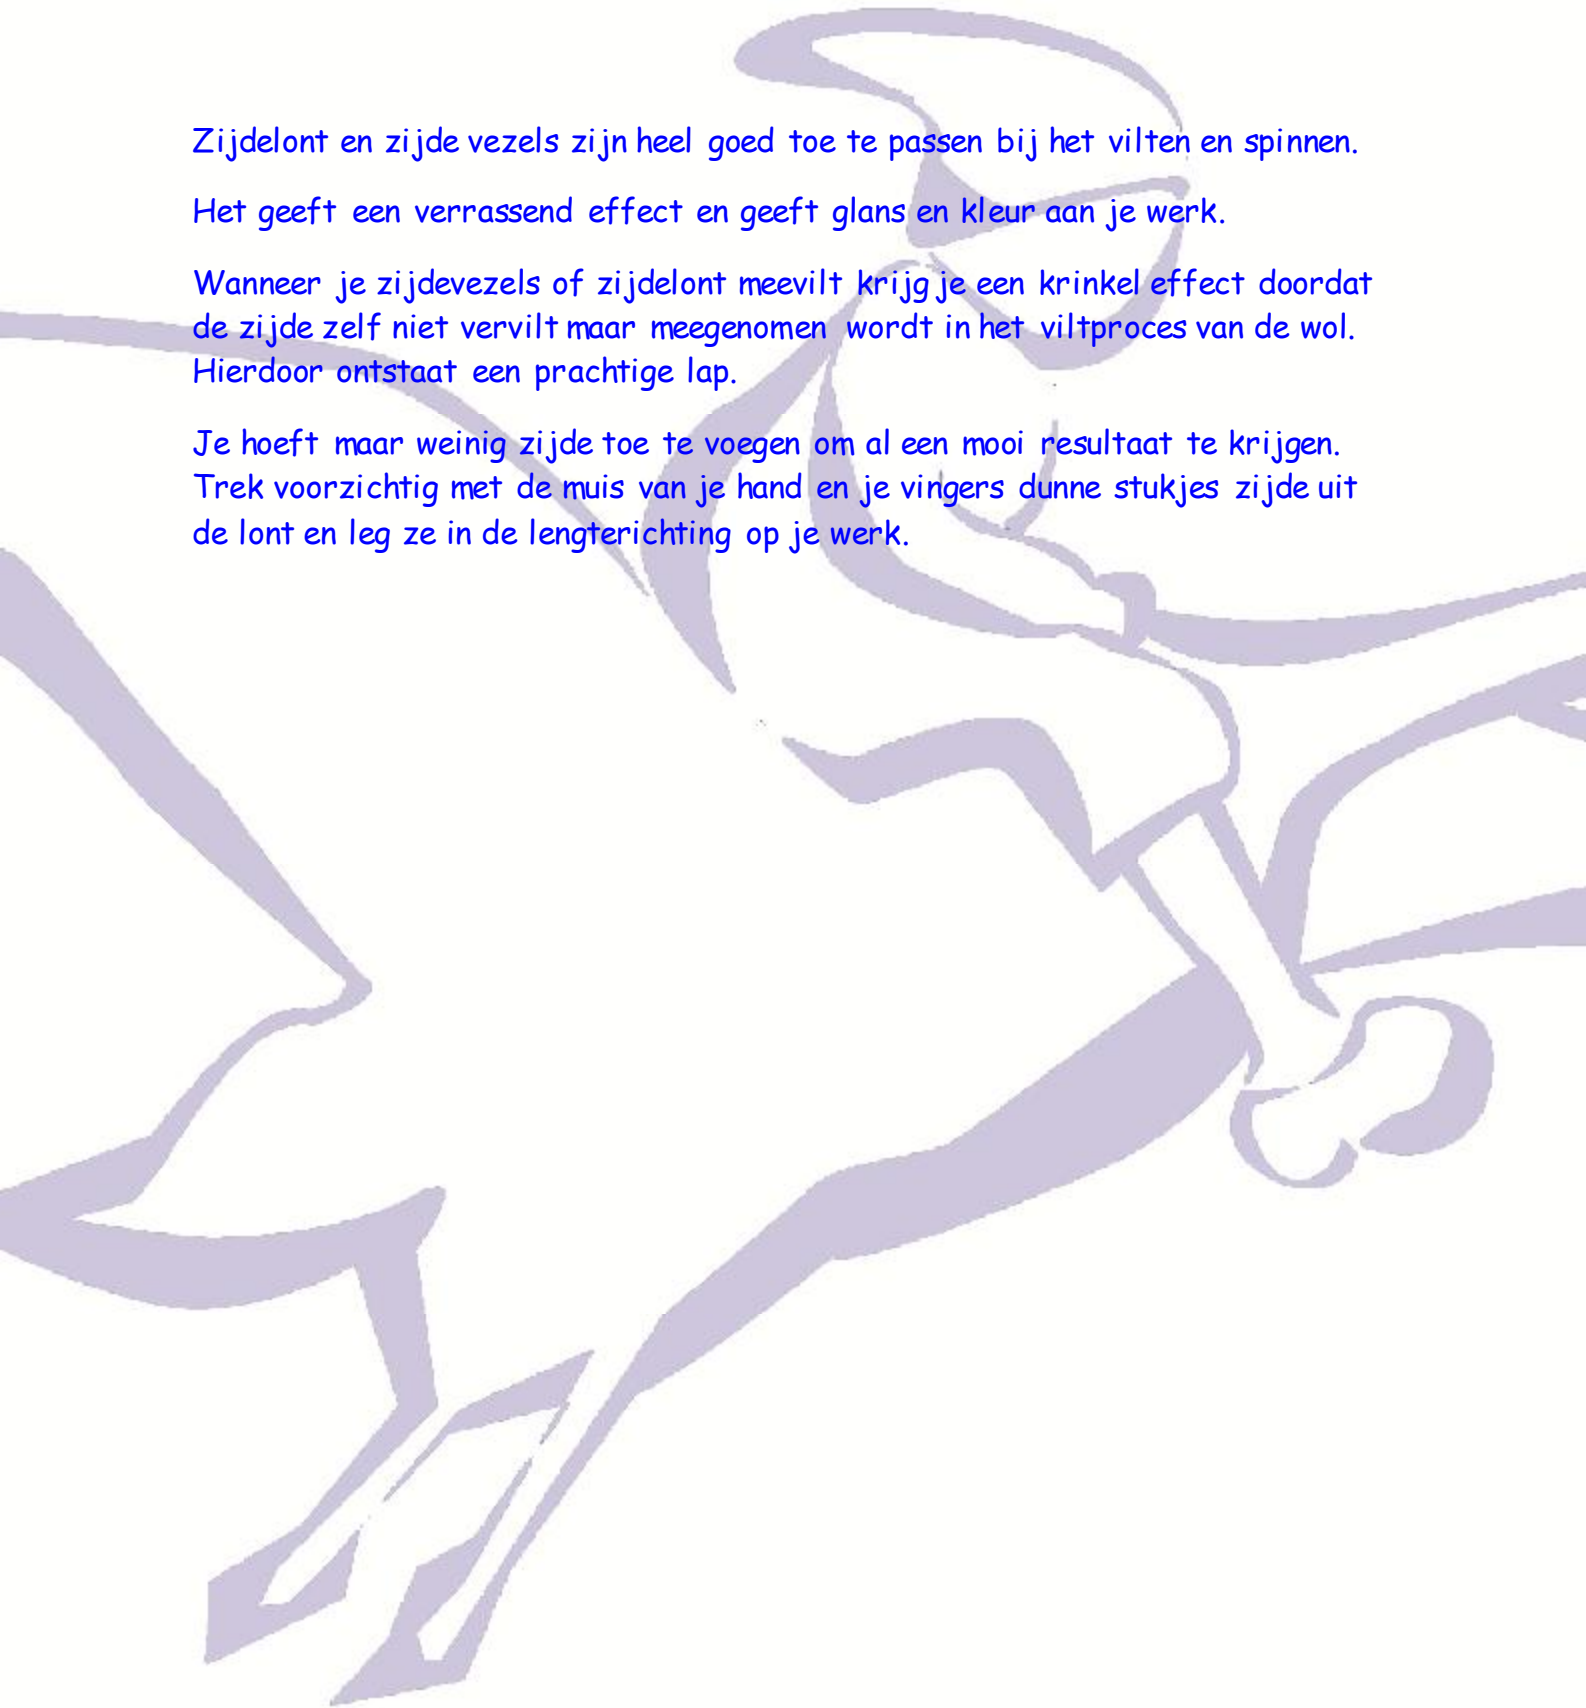 Zijdelont en zijde vezels zijn heel goed toe te passen bij het vilten en spinnen.
Het geeft een verrassend effect en geeft glans en kleur aan je werk.
Wanneer je zijdevezels of zijdelont meevilt krijg je een krinkel effect doordat
de zijde zelf niet vervilt maar meegenomen wordt in het viltproces van de wol.
Hierdoor ontstaat een prachtige lap.
Je hoeft maar weinig zijde toe te voegen om al een mooi resultaat te krijgen.
Trek voorzichtig met de muis van je hand en je vingers dunne stukjes zijde uit
de lont en leg ze in de lengterichting op je werk.